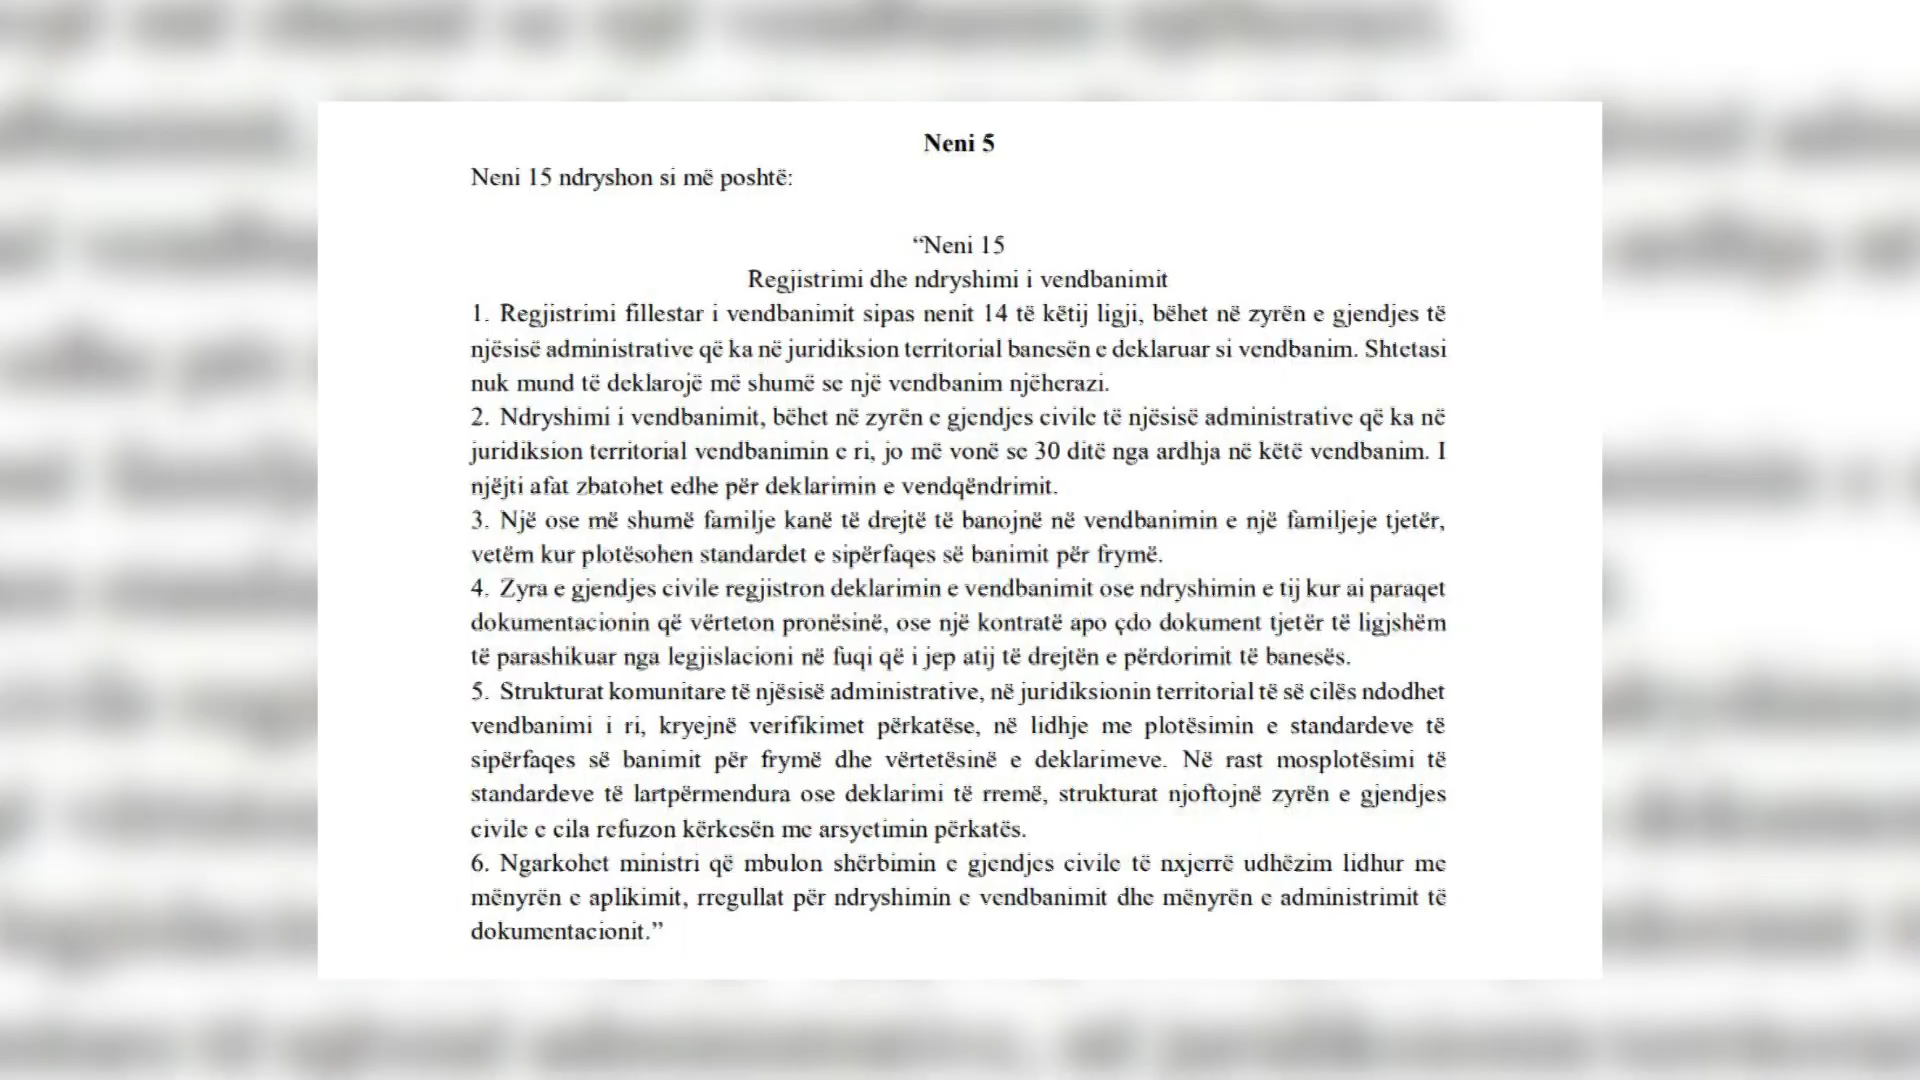 Neni 5
Neni 15 ndryshon si më poshtë:
“Neni 15
Regjistrimi dhe ndryshimi i vendbanimit
1. Regjistrimi fillestar i vendbanimit sipas nenit 14 të këtij ligji, bëhet në zyrën e gjendjes të
njësisë administrative që ka në juridiksion territorial banesën e deklaruar si vendbanim. Shtetasi
nuk mund të deklarojë më shumë se një vendbanim njëherazi.
2. Ndryshimi i vendbanimit, bëhet në zyrën e gjendjes civile të njësisë administrative që ka në
juridiksion territorial vendbanimin e ri, jo më vonë se 30 ditë nga ardhja në këtë vendbanim. I
njëjti afat zbatohet edhe për deklarimin e vendqëndrimit.
3. Një ose më shumë familje kanë të drejtë të banojnë në vendbanimin e një familjeje tjetër,
vetëm kur plotësohen standardet e sipërfaqes së banimit për frymë.
4. Zyra e gjendjes civile regjistron deklarimin e vendbanimit ose ndryshimin e tij kur ai paraqet
dokumentacionin që vërteton pronësinë, ose një kontratë apo çdo dokument tjetër të ligjshëm
të parashikuar nga legjislacioni në fuqi që i jep atij të drejtën e përdorimit të banesës.
5. Strukturat komunitare të njësisë administrative, në juridiksionin territorial të së cilës ndodhet
vendbanimi i ri, kryejnë verifikimet përkatëse, në lidhje me plotësimin e standardeve të
sipërfaqes së banimit për frymë dhe vërtetësinë e deklarimeve. Në rast mosplotësimi të
standardeve të lartpërmendura ose deklarimi të rremë, strukturat njoftojnë zyrën e gjendjes
civile e cila refuzon kërkesën me arsyetimin përkatës.
6. Ngarkohet ministri që mbulon shërbimin e gjendjes civile të nxjerrë udhëzim lidhur me
mënyrën e aplikimit, rregullat për ndryshimin e vendbanimit dhe mënyrën e administrimit të
dokumentacionit.”